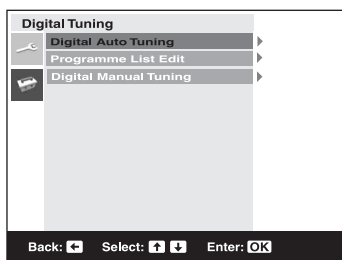 Digital Tuning
Digital Auto Tuning
Programme List Edit
Digital Manual Tuning
Back: Select: Enter: OK